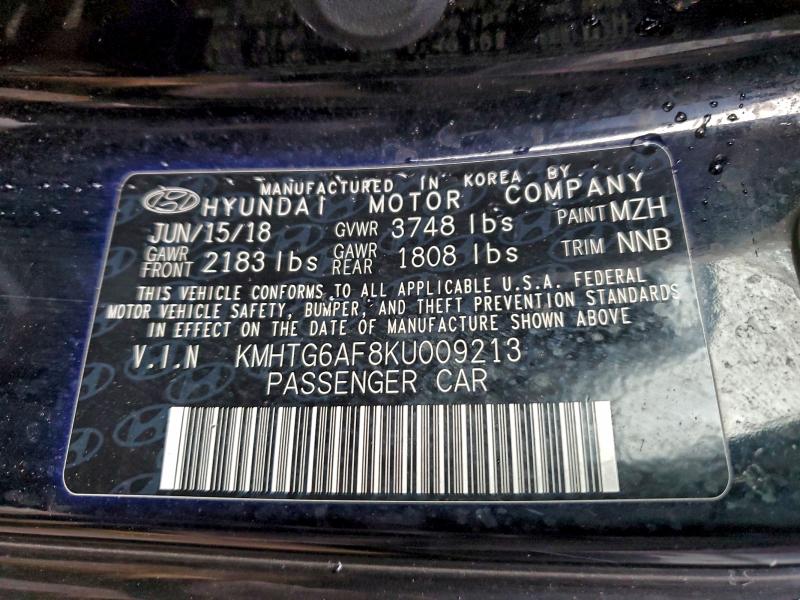 MANUFACTURED IN KOREA BY
HYUNDAI MOTOR COMPANY
JUN/15/18 GVWR 3748 lbs PAINT MZH
GAWR FRONT 2183 lbs GAWR REAR 1808 lbs TRIM NNB
THIS VEHICLE CONFORMS TO ALL APPLICABLE U.S.A. FEDERAL
MOTOR VEHICLE SAFETY, BUMPER, AND THEFT PREVENTION STANDARDS
IN EFFECT ON THE DATE OF MANUFACTURE SHOWN ABOVE
V.I.N KMHTG6AF8KU009213
PASSENGER CAR